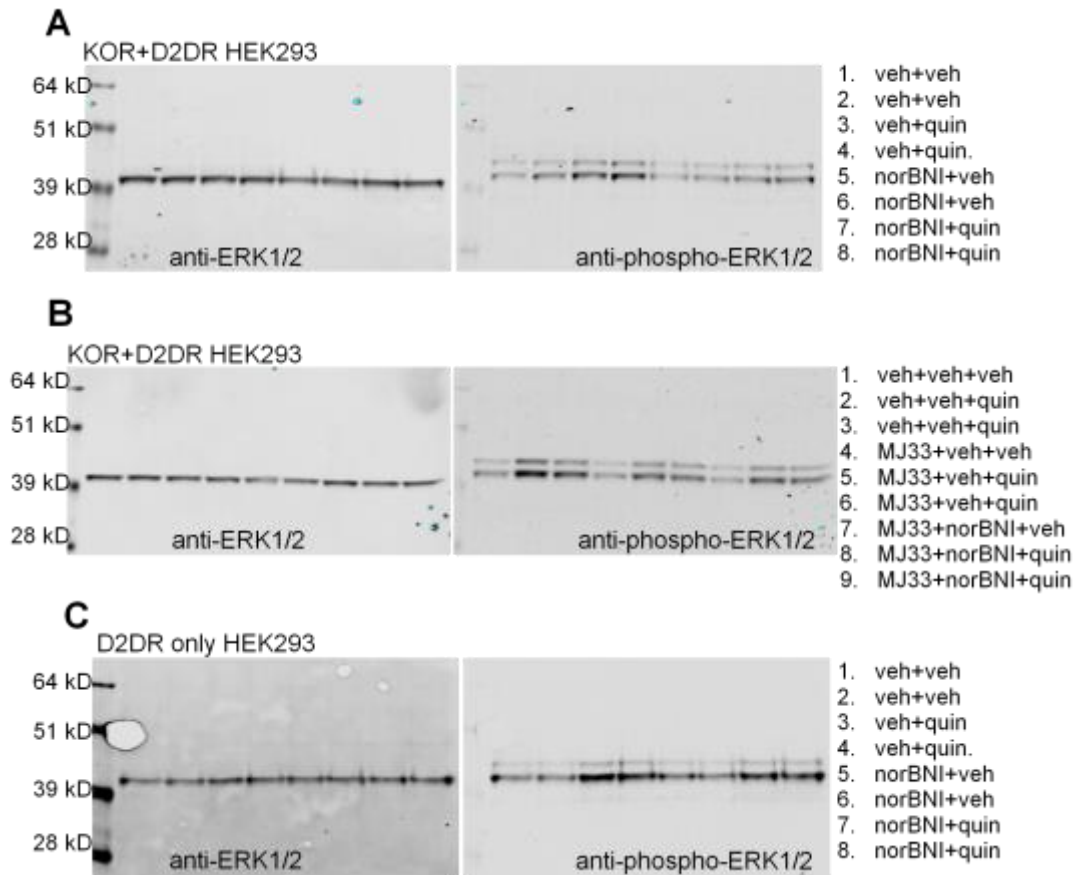 A
KOR+D2DR HEK293
64 kD
51 kD
39 kD
28 kD
anti-ERK1/2
anti-phospho-ERK1/2
1. veh+veh
2. veh+veh
3. veh+quin
4. veh+quin.
5. norBNI+veh
6. norBNI+veh
7. norBNI+quin
8. norBNI+quin
B
KOR+D2DR HEK293
64 kD
51 kD
39 kD
28 kD
anti-ERK1/2
anti-phospho-ERK1/2
1. veh+veh+veh
2. veh+veh+quin
3. veh+veh+quin
4. MJ33+veh+veh
5. MJ33+veh+quin
6. MJ33+veh+quin
7. MJ33+norBNI+veh
8. MJ33+norBNI+quin
9. MJ33+norBNI+quin
C
D2DR only HEK293
64 kD
51 kD
39 kD
28 kD
anti-ERK1/2
anti-phospho-ERK1/2
1. veh+veh
2. veh+veh
3. veh+quin
4. veh+quin.
5. norBNI+veh
6. norBNI+veh
7. norBNI+quin
8. norBNI+quin